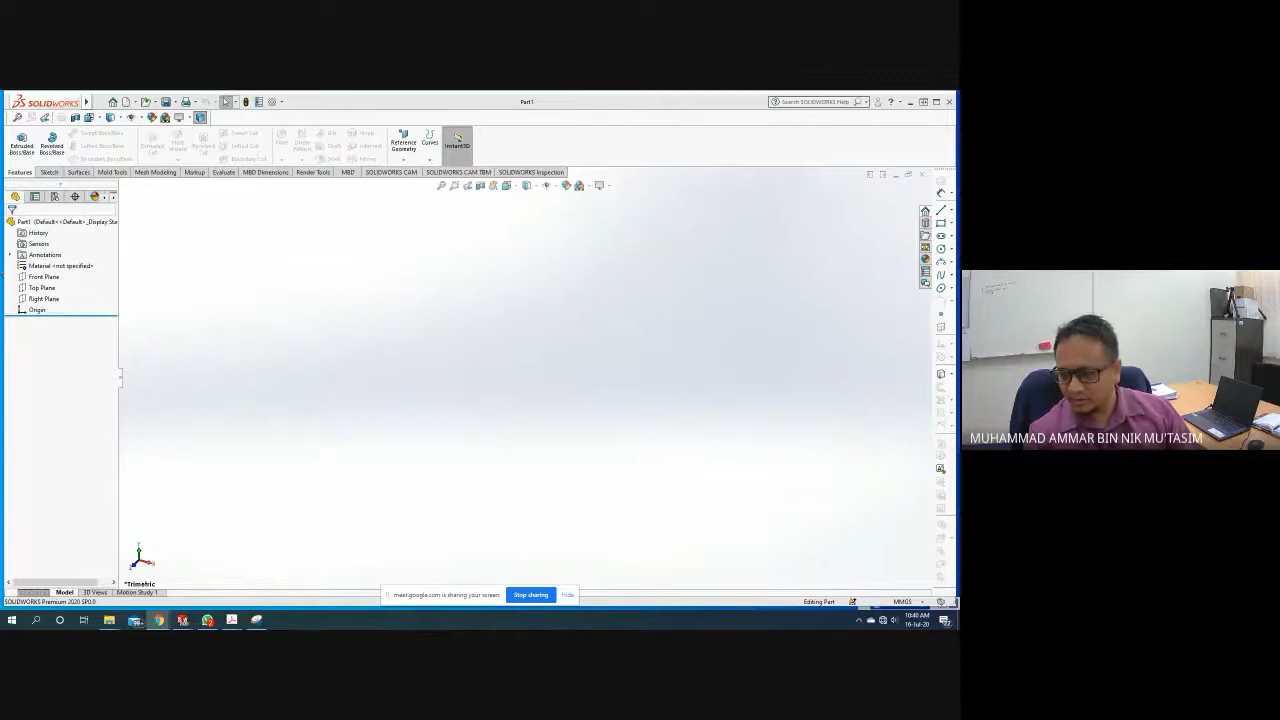 SOLIDWORKS
Part1
Search SOLIDWORKS Help
Extruded Boss/Base
Revolved Boss/Base
Swept Boss/Base
Lofted Boss/Base
Boundary Boss/Base
Extruded Cut
Hole Wizard
Revolved Cut
Swept Cut
Lofted Cut
Boundary Cut
Fillet
Linear Pattern
Rib
Draft
Shell
Wrap
Intersect
Mirror
Reference Geometry
Curves
Instant3D
Features
Sketch
Surfaces
Mold Tools
Mesh Modeling
Markup
Evaluate
MBD Dimensions
Render Tools
MBD
SOLIDWORKS CAM
SOLIDWORKS CAM TBM
SOLIDWORKS Inspection
Part1 (Default<<Default>_Display Sta
History
Sensors
Annotations
Material <not specified>
Front Plane
Top Plane
Right Plane
Origin
MUHAMMAD AMMAR BIN NIK MU'TASIM
Y
X
Z
*Trimetric
Model
3D Views
Motion Study 1
meet.google.com is sharing your screen
Stop sharing
Hide
SOLIDWORKS Premium 2020 SP0.0
Editing Part
MMGS
10:40 AM
16-Jul-20